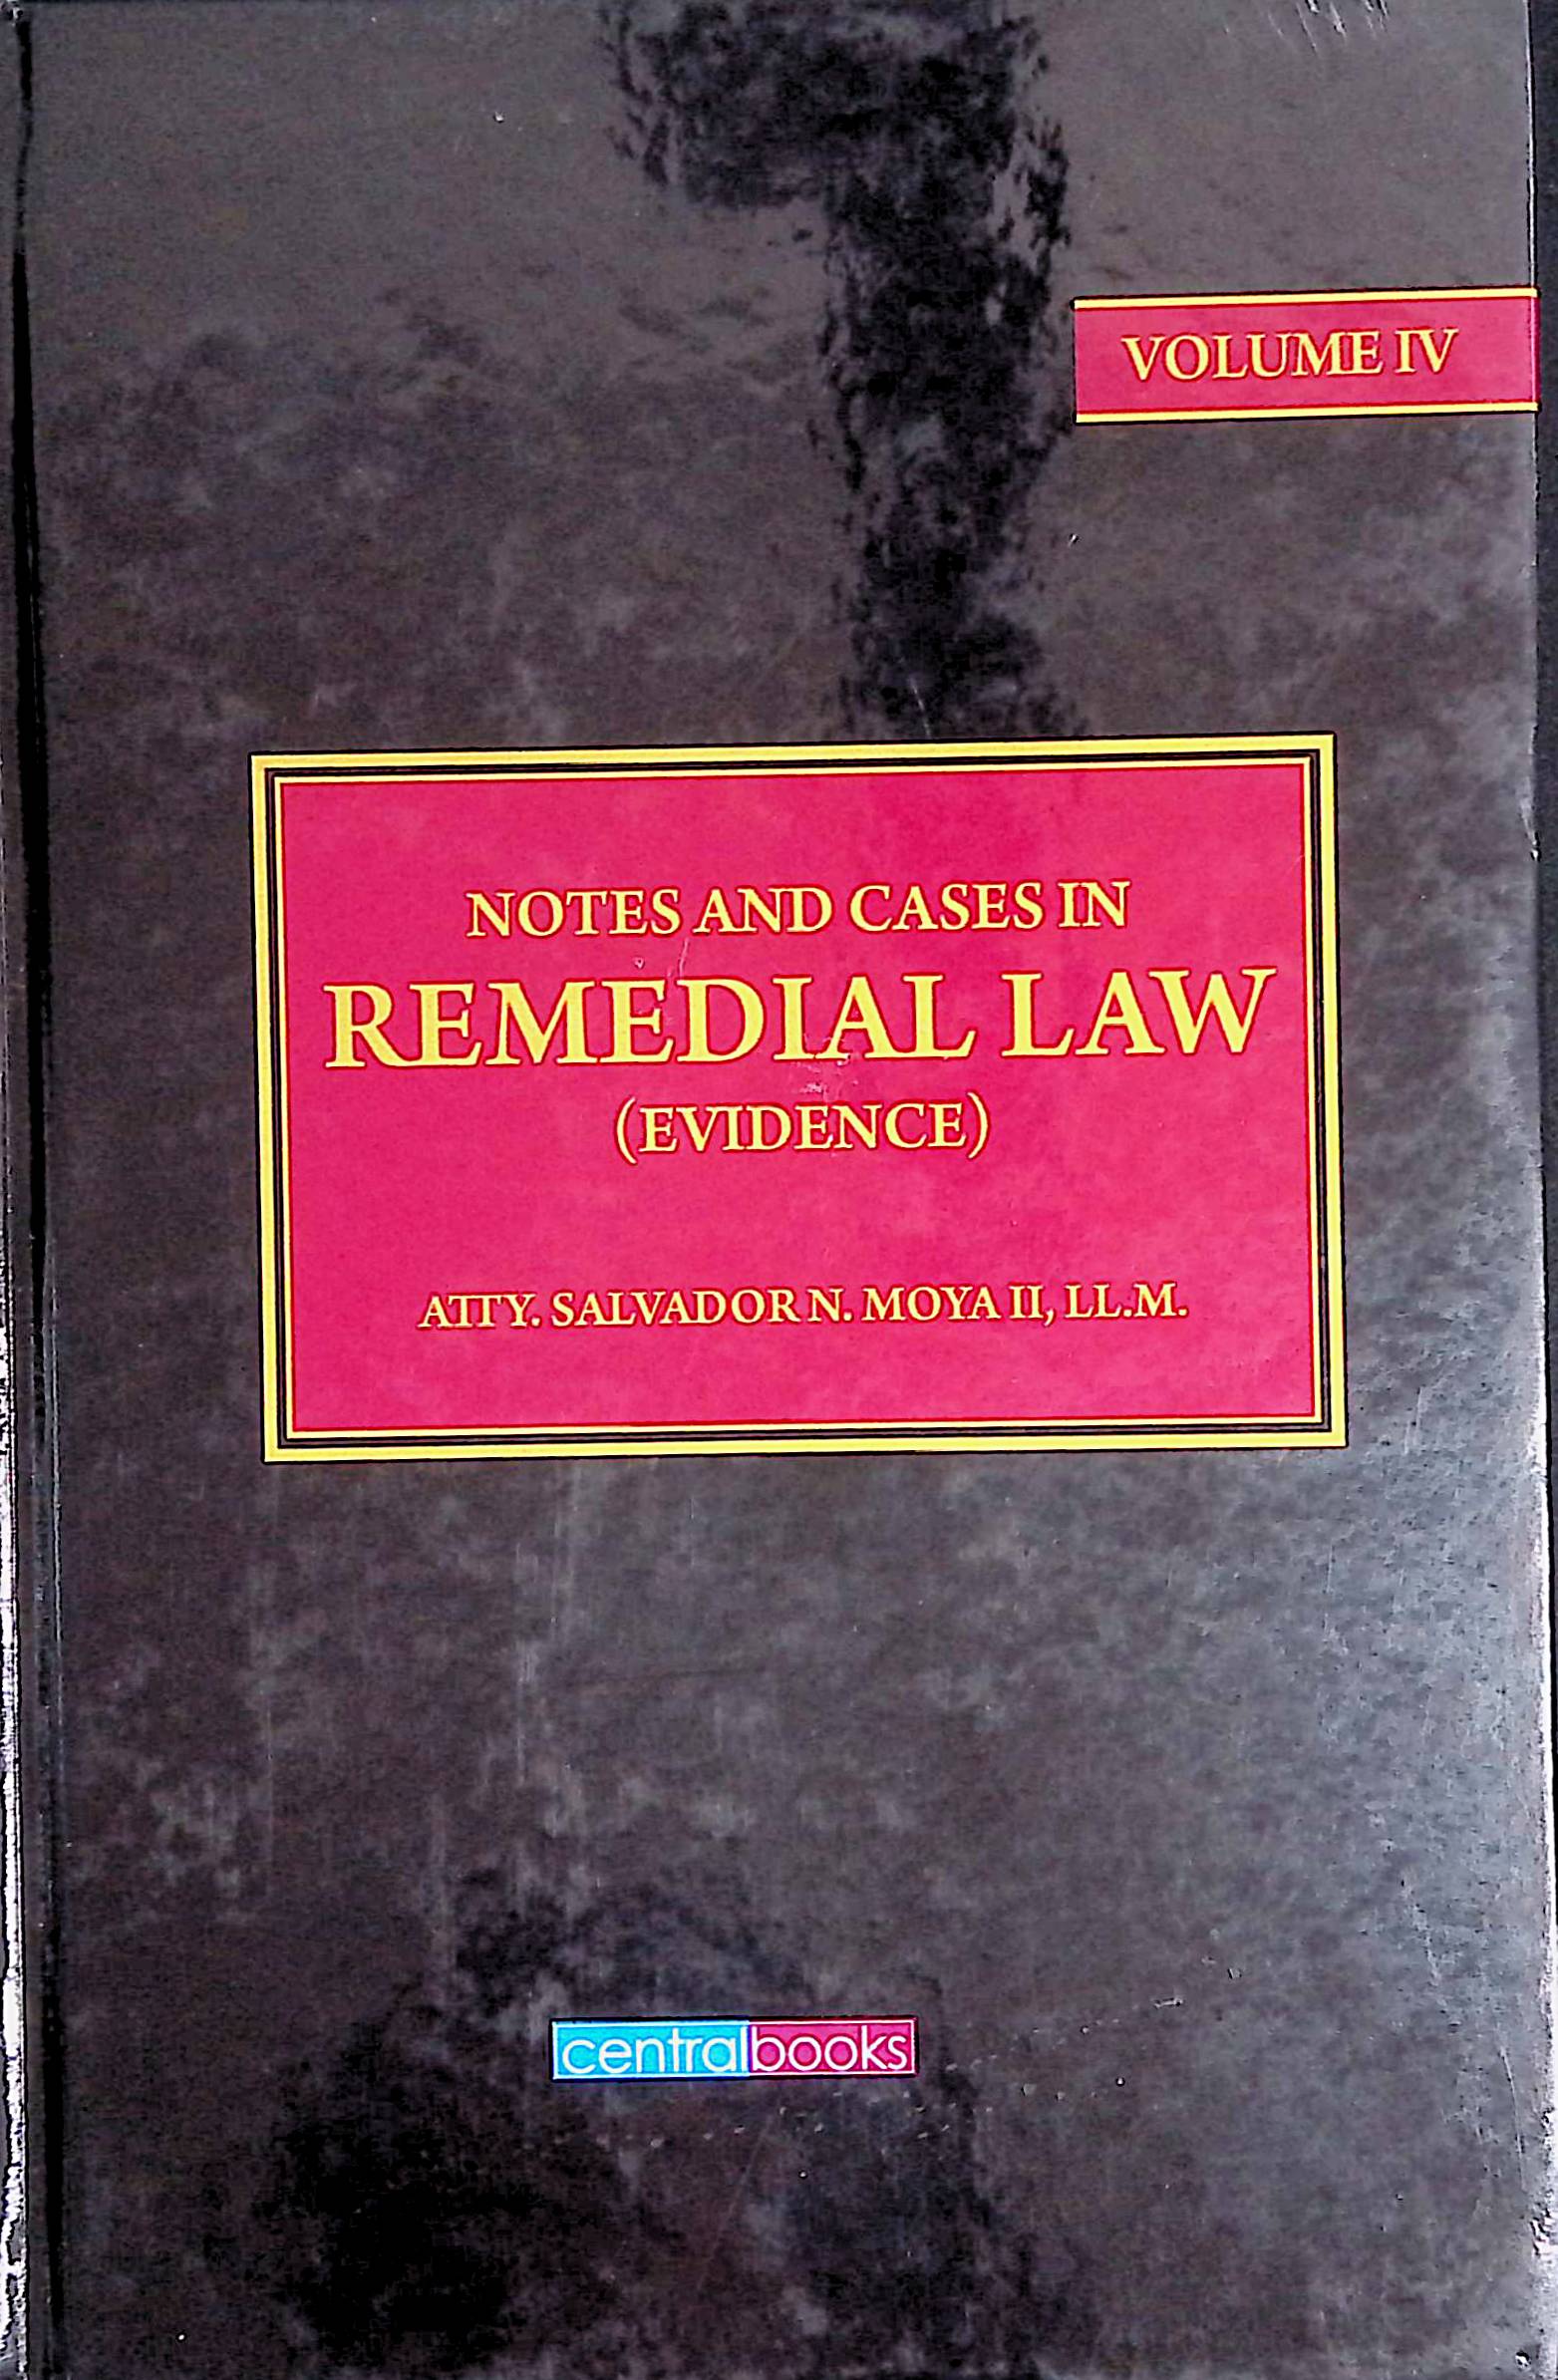 VOLUME IV
NOTES AND CASES IN
REMEDIAL LAW
(EVIDENCE)
ATTY. SALVADOR N. MOYA II, LL.M.
centralbooks